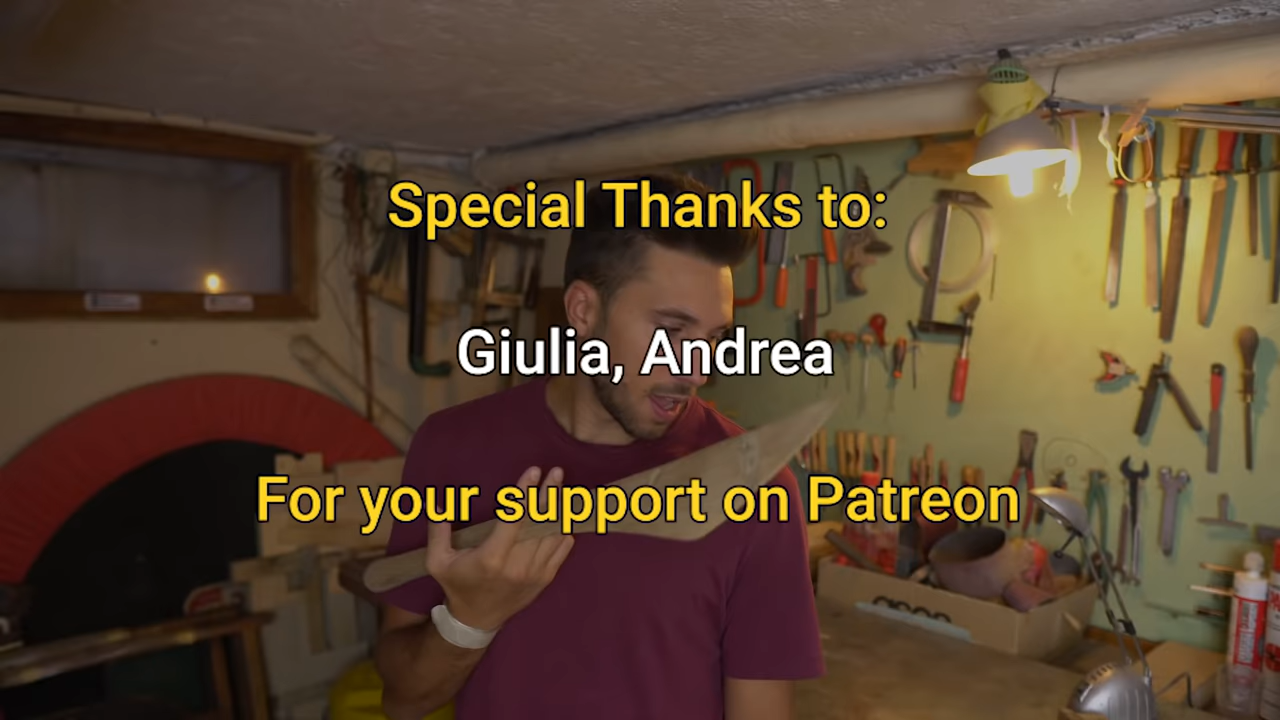 Special Thanks to:
Giulia, Andrea
For your support on Patreon